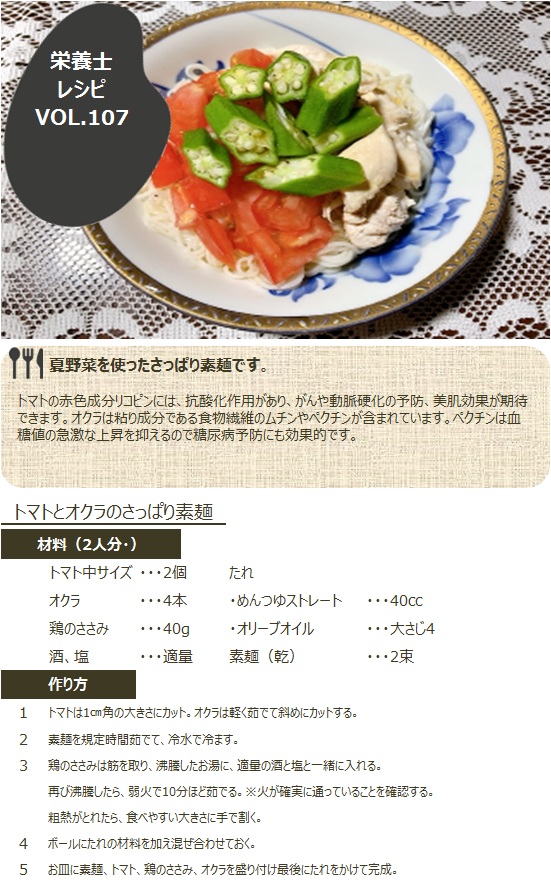 栄養士
レシピ
VOL.107
夏野菜を使ったさっぱり素麺です。
トマトの赤色成分リコピンには、抗酸化作用があり、がんや動脈硬化の予防、美肌効果が期待
できます。オクラは粘り成分である食物繊維のムチンやペクチンが含まれています。ペクチンは血
糖値の急激な上昇を抑えるので糖尿病予防にも効果的です。
トマトとオクラのさっぱり素麺
材料（2人分・）
トマト中サイズ ・・・2個 たれ
オクラ ・・・4本 ・めんつゆストレート ・・・40cc
鶏のささみ ・・・40g ・オリーブオイル ・・・大さじ4
酒、塩 ・・・適量 素麺（乾） ・・・2束
作り方
1 トマトは1㎝角の大きさにカット。オクラは軽く茹でて斜めにカットする。
2 素麺を規定時間茹でて、冷水で冷ます。
3 鶏のささみは筋を取り、沸騰したお湯に、適量の酒と塩と一緒に入れる。
再び沸騰したら、弱火で10分ほど茹でる。※火が確実に通っていることを確認する。
粗熱がとれたら、食べやすい大きさに手で割く。
4 ボールにたれの材料を加え混ぜ合わせておく。
5 お皿に素麺、トマト、鶏のささみ、オクラを盛り付け最後にたれをかけて完成。